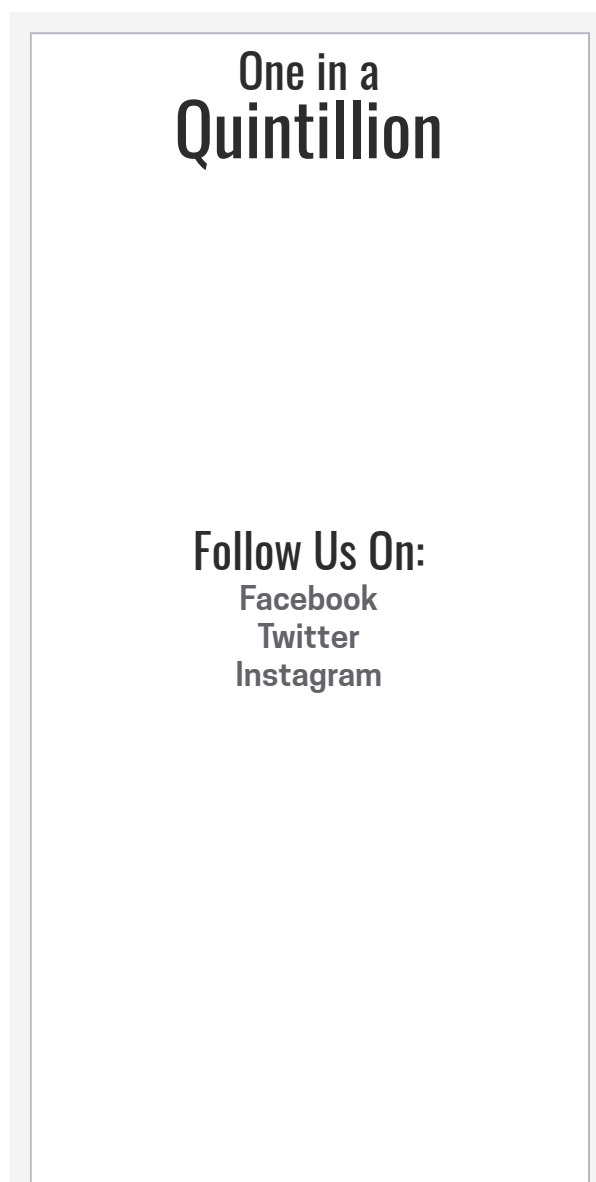 One in a
Quintillion
Follow Us On:
Facebook
Twitter
Instagram